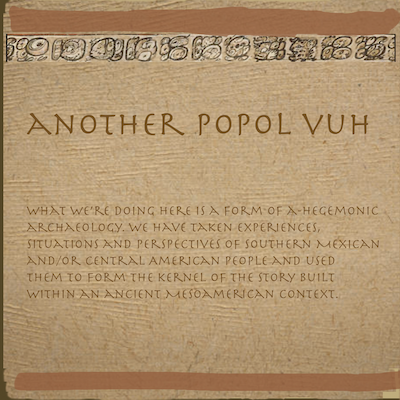 ANOTHER POPOL VUH
WHAT WE'RE DOING HERE IS A FORM OF A-HEGEMONIC
ARCHAEOLOGY. WE HAVE TAKEN EXPERIENCES,
SITUATIONS AND PERSPECTIVES OF SOUTHERN MEXICAN
AND/OR CENTRAL AMERICAN PEOPLE AND USED
THEM TO FORM THE KERNEL OF THE STORY BUILT
WITHIN AN ANCIENT MESOAMERICAN CONTEXT.